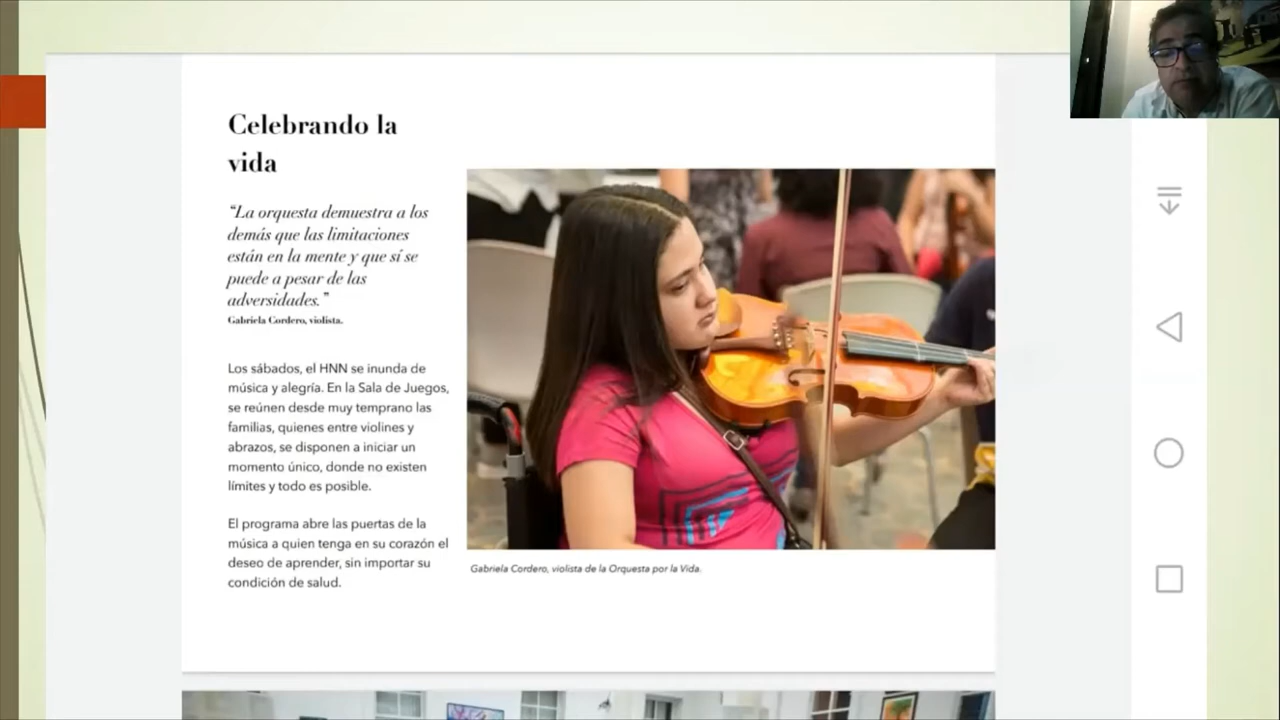 Celebrando la
vida
“La orquesta demuestra a los
demás que las limitaciones
están en la mente y que sí se
puede a pesar de las
adversidades.”
Gabriela Cordero, violista.
Los sábados, el HNN se inunda de
música y alegría. En la Sala de Juegos,
se reúnen desde muy temprano las
familias, quienes entre violines y
abrazos, se disponen a iniciar un
momento único, donde no existen
límites y todo es posible.
El programa abre las puertas de la
música a quien tenga en su corazón el
deseo de aprender, sin importar su
condición de salud.
Gabriela Cordero, violista de la Orquesta por la Vida.